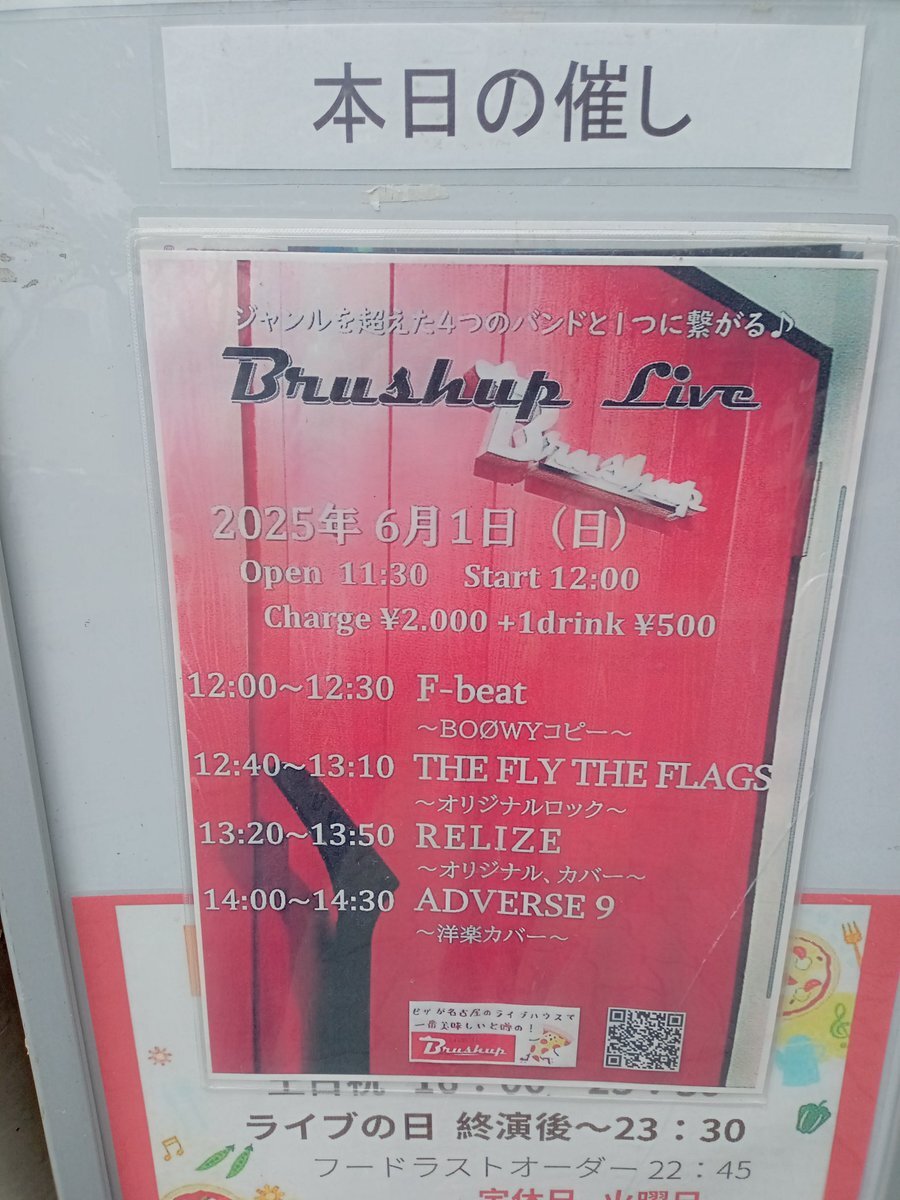 本日の催し
ジャンルを超えた4つのバンドと1つに繋がる♪
Brushup Live
Brushup
2025年 6月1日（日）
Open 11:30 Start 12:00
Charge ¥2.000 +1drink ¥500
12:00～12:30 F-beat
～BOØWYコピー～
12:40～13:10 THE FLY THE FLAGS
～オリジナルロック～
13:20～13:50 RELIZE
～オリジナル、カバー～
14:00～14:30 ADVERSE 9
～洋楽カバー～
ピザが名古屋のライブハウスで
一番美味しいと噂の！
Brushup
ライブの日 終演後～23：30
フードラストオーダー 22：45
定休日 火曜日